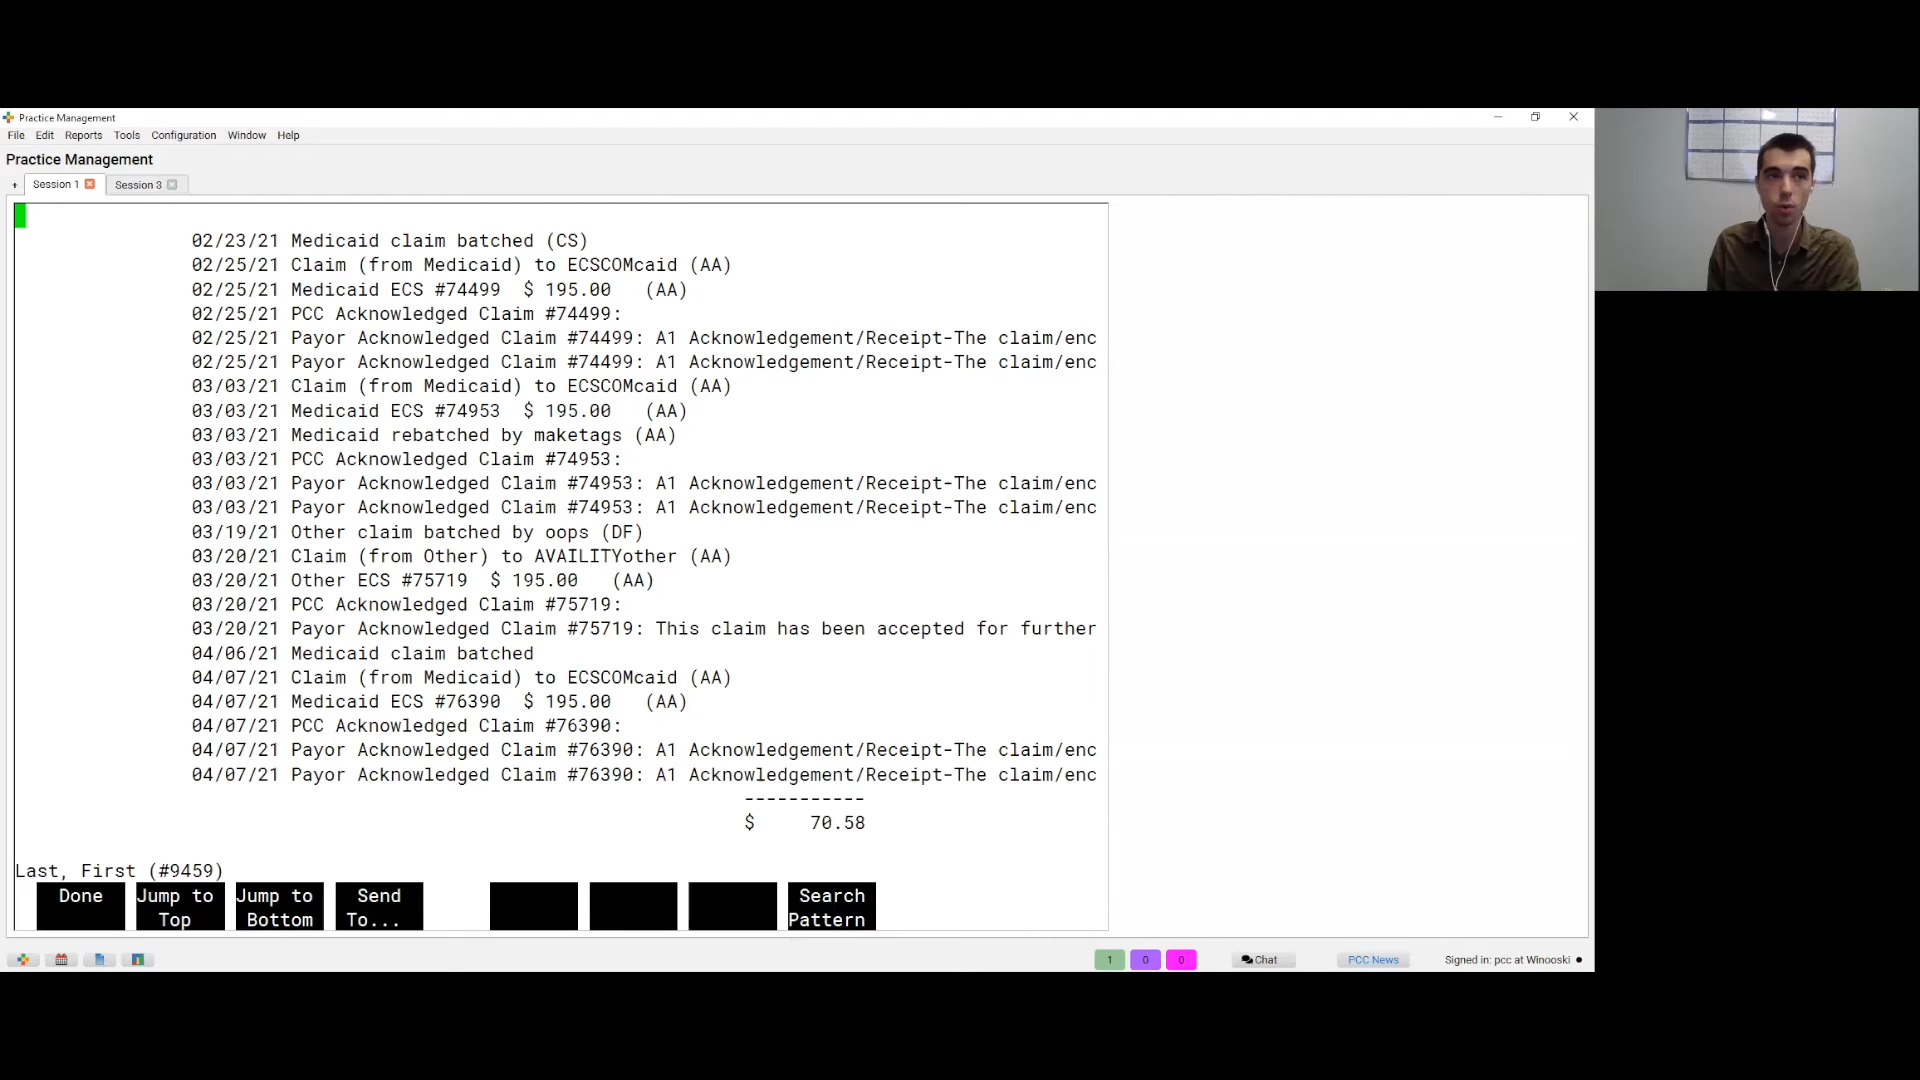 Practice Management
File Edit Reports Tools Configuration Window Help
Practice Management
+ Session 1 Session 3
02/23/21 Medicaid claim batched (CS)
02/25/21 Claim (from Medicaid) to ECSCOMcaid (AA)
02/25/21 Medicaid ECS #74499 $ 195.00 (AA)
02/25/21 PCC Acknowledged Claim #74499:
02/25/21 Payor Acknowledged Claim #74499: A1 Acknowledgement/Receipt-The claim/enc
02/25/21 Payor Acknowledged Claim #74499: A1 Acknowledgement/Receipt-The claim/enc
03/03/21 Claim (from Medicaid) to ECSCOMcaid (AA)
03/03/21 Medicaid ECS #74953 $ 195.00 (AA)
03/03/21 Medicaid rebatched by maketags (AA)
03/03/21 PCC Acknowledged Claim #74953:
03/03/21 Payor Acknowledged Claim #74953: A1 Acknowledgement/Receipt-The claim/enc
03/03/21 Payor Acknowledged Claim #74953: A1 Acknowledgement/Receipt-The claim/enc
03/19/21 Other claim batched by oops (DF)
03/20/21 Claim (from Other) to AVAILITYother (AA)
03/20/21 Other ECS #75719 $ 195.00 (AA)
03/20/21 PCC Acknowledged Claim #75719:
03/20/21 Payor Acknowledged Claim #75719: This claim has been accepted for further
04/06/21 Medicaid claim batched
04/07/21 Claim (from Medicaid) to ECSCOMcaid (AA)
04/07/21 Medicaid ECS #76390 $ 195.00 (AA)
04/07/21 PCC Acknowledged Claim #76390:
04/07/21 Payor Acknowledged Claim #76390: A1 Acknowledgement/Receipt-The claim/enc
04/07/21 Payor Acknowledged Claim #76390: A1 Acknowledgement/Receipt-The claim/enc
-----------
$ 70.58
Last, First (#9459)
Done Jump to Jump to Send Search
Top Bottom To... Pattern
1 0 0 Chat PCC News Signed in: pcc at Winooski